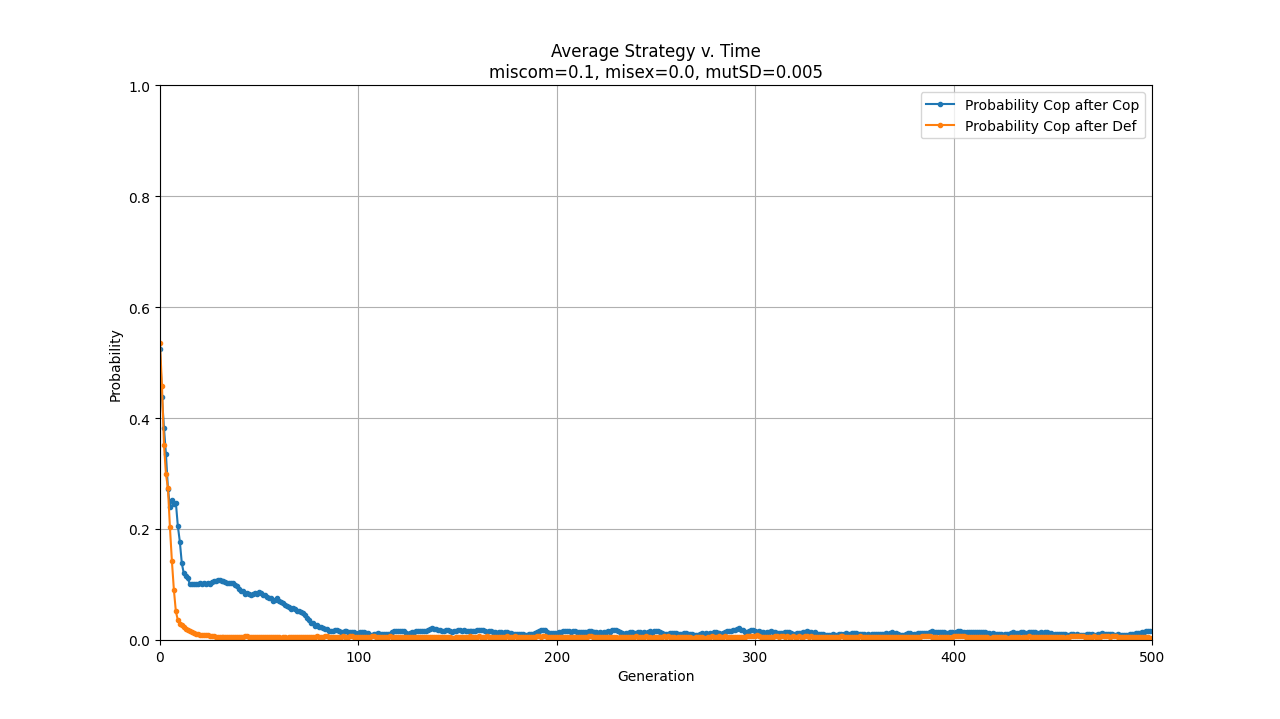 Average Strategy v. Time
miscom=0.1, misex=0.0, mutSD=0.005
Probability Cop after Cop
Probability Cop after Def
Probability
1.0
0.8
0.6
0.4
0.2
0.0
0 100 200 300 400 500
Generation